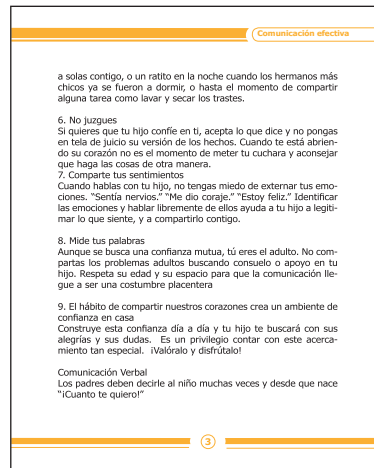 Comunicación efectiva
a solas contigo, o un ratito en la noche cuando los hermanos más
chicos ya se fueron a dormir, o hasta el momento de compartir
alguna tarea como lavar y secar los trastes.
6. No juzgues
Si quieres que tu hijo confíe en ti, acepta lo que dice y no pongas
en tela de juicio su versión de los hechos. Cuando te está abrien-
do su corazón no es el momento de meter tu cuchara y aconsejar
que haga las cosas de otra manera.
7. Comparte tus sentimientos
Cuando hablas con tu hijo, no tengas miedo de externar tus emo-
ciones. "Sentía nervios." "Me dio coraje." "Estoy feliz." Identificar
las emociones y hablar libremente de ellos ayuda a tu hijo a legiti-
mar lo que siente, y a compartirlo contigo.
8. Mide tus palabras
Aunque se busca una confianza mutua, tú eres el adulto. No com-
partas los problemas adultos buscando consuelo o apoyo en tu
hijo. Respeta su edad y su espacio para que la comunicación lle-
gue a ser una costumbre placentera
9. El hábito de compartir nuestros corazones crea un ambiente de
confianza en casa
Construye esta confianza día a día y tu hijo te buscará con sus
alegrías y sus dudas.  Es un privilegio contar con este acerca-
miento tan especial.  ¡Valóralo y disfrútalo!
Comunicación Verbal
Los padres deben decirle al niño muchas veces y desde que nace
"¡Cuanto te quiero!"
3